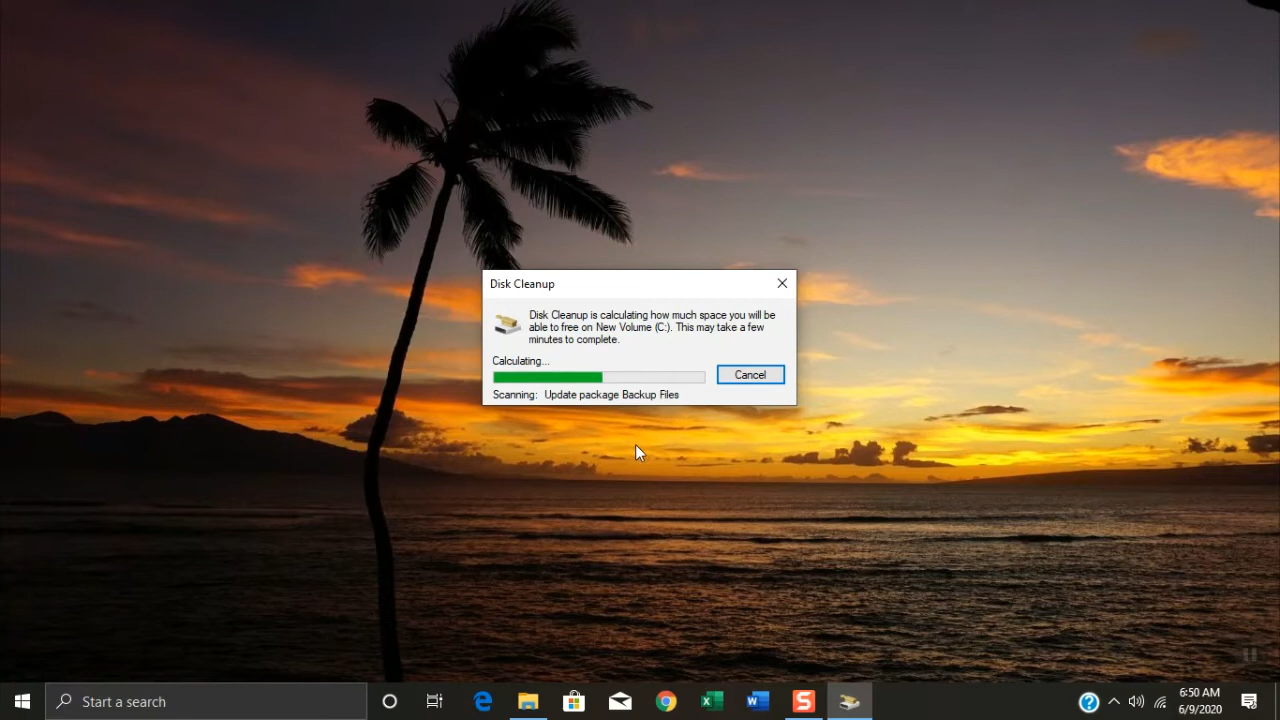 Disk Cleanup
Disk Cleanup is calculating how much space you will be
able to free on New Volume (C:). This may take a few
minutes to complete.
Calculating...
Cancel
Scanning: Update package Backup Files
Start a search
6:50 AM
6/9/2020